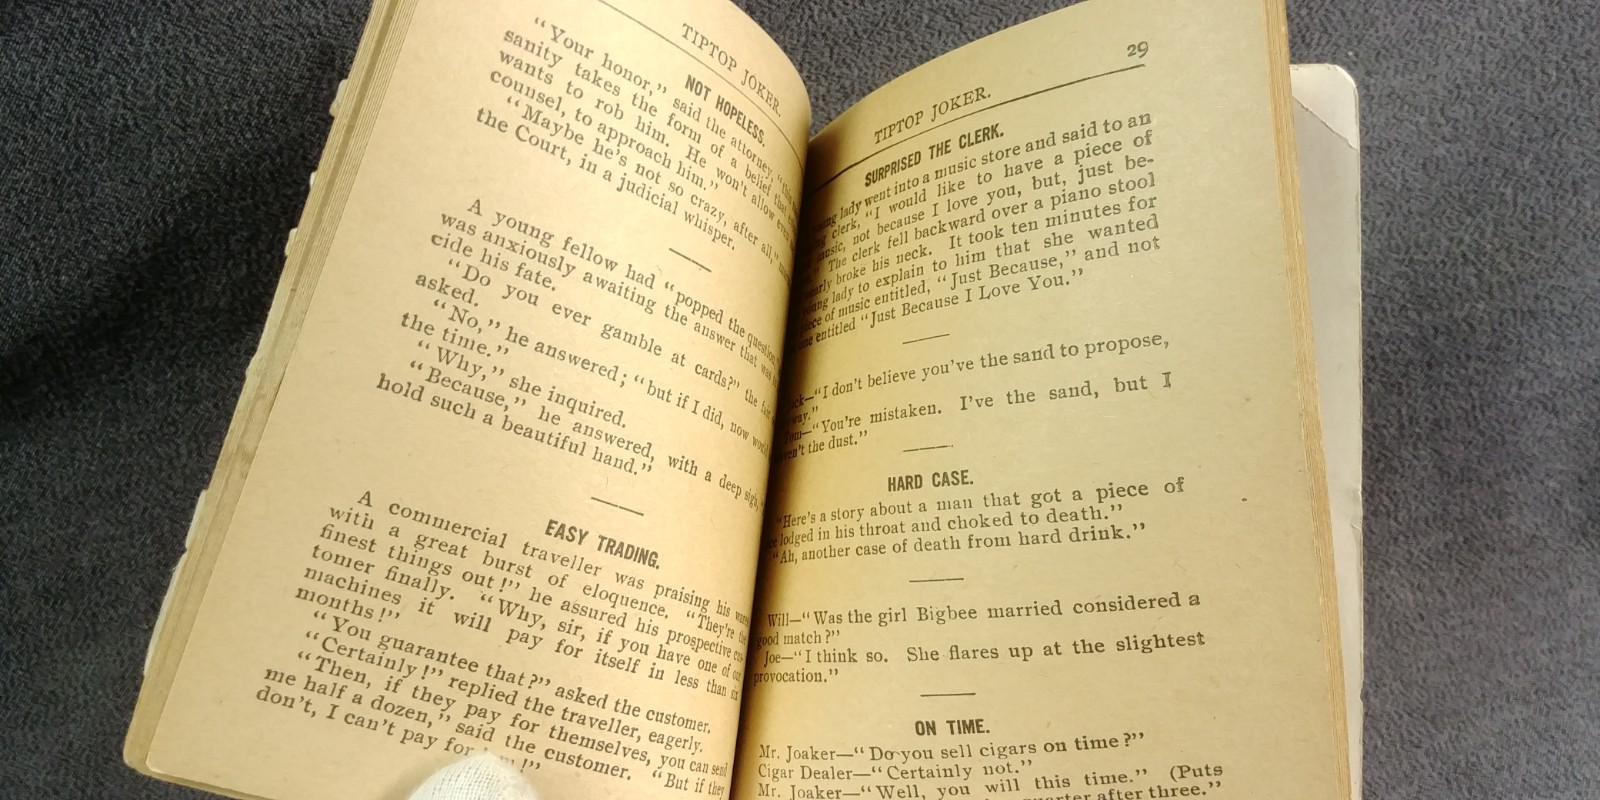 TIPTOP JOKER.
NOT HOPELESS.
"Your honor," said the attorney,
sanity takes the form of a belief that
wants to rob him. He won't allow even
counsel, to approach him."
"Maybe he's not so crazy, after all,"
the Court, in a judicial whisper.
A young fellow had "popped the question,
was anxiously awaiting the answer that was
cide his fate.
"Do you ever gamble at cards?" the fair
asked.
"No," he answered; "but if I did, now would
the time."
"Why," she inquired.
"Because," he answered, with a deep sigh,
hold such a beautiful hand."
EASY TRADING.
A commercial traveller was praising his wares
with a great burst of eloquence. "They're the
finest things out!" he assured his prospective cus-
tomer finally. "Why, sir, if you have one of our
machines it will pay for itself in less than six
months!"
"You guarantee that?" asked the customer.
"Certainly!" replied the traveller, eagerly.
"Then, if they pay for themselves, you can send
me half a dozen," said the customer. "But if they
don't, I can't pay for
29
TIPTOP JOKER.
SURPRISED THE CLERK.
lady went into a music store and said to an
clerk, "I would like to have a piece of
music, not because I love you, but, just be-
The clerk fell backward over a piano stool
broke his neck. It took ten minutes for
young lady to explain to him that she wanted
piece of music entitled, "Just Because," and not
entitled "Just Because I Love You."
"I don't believe you've the sand to propose,
Tom—"You're mistaken. I've the sand, but I
the dust."
HARD CASE.
"Here's a story about a man that got a piece of
lodged in his throat and choked to death."
"Ah, another case of death from hard drink."
Will—"Was the girl Bigbee married considered a
good match?"
Joe—"I think so. She flares up at the slightest
provocation."
ON TIME.
Mr. Joaker—"Do you sell cigars on time?"
Cigar Dealer—"Certainly not."
Mr. Joaker—"Well, you will this time." (Puts
quarter after three."